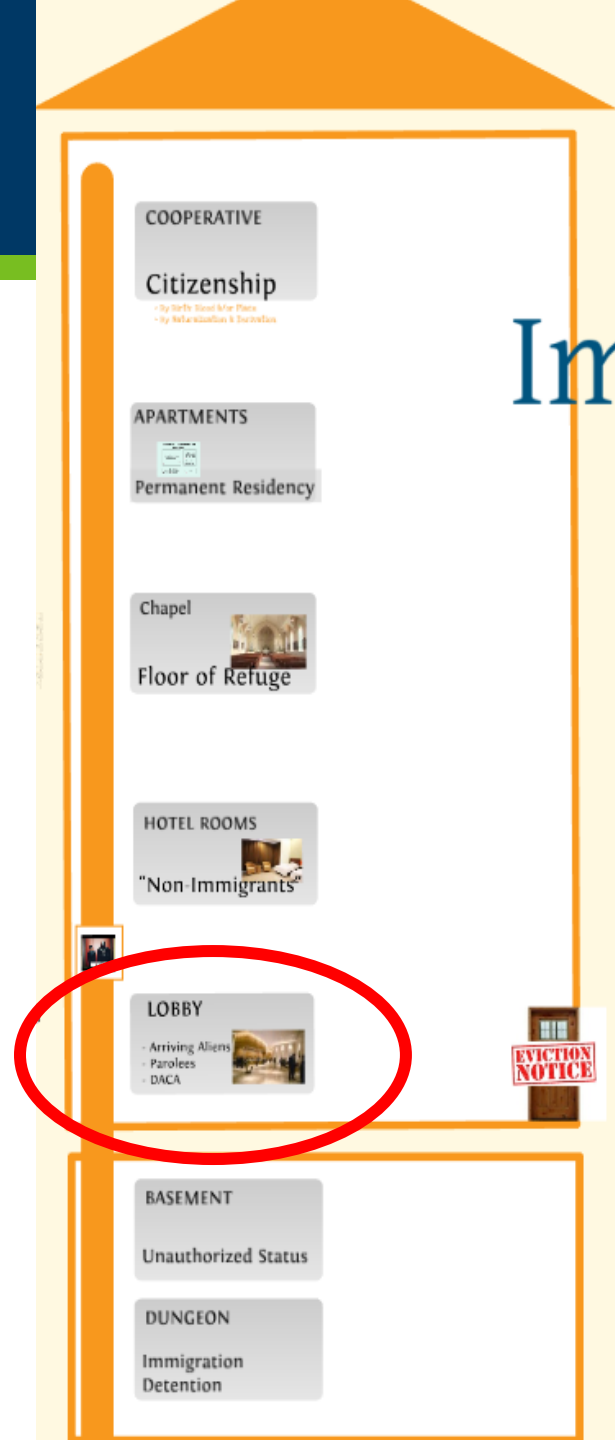 COOPERATIVE
Citizenship
Im
APARTMENTS
Permanent Residency
Chapel
Floor of Refuge
HOTEL ROOMS
"Non-Immigrants"
LOBBY
- Arriving Aliens
- Parolees
- DACA
EVICTION
NOTICE
BASEMENT
Unauthorized Status
DUNGEON
Immigration
Detention